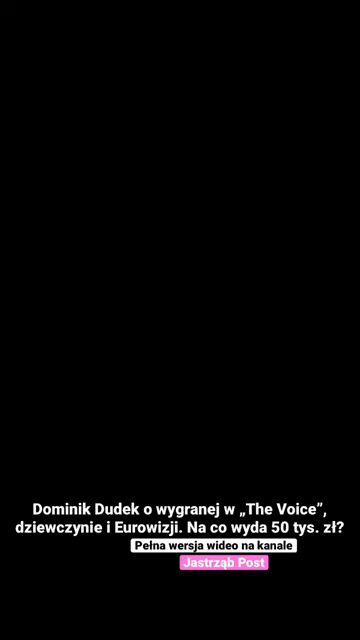 Dominik Dudek o wygranej w „The Voice”,
dziewczynie i Eurowizji. Na co wyda 50 tys. zł?
Pełna wersja wideo na kanale
Jastrząb Post